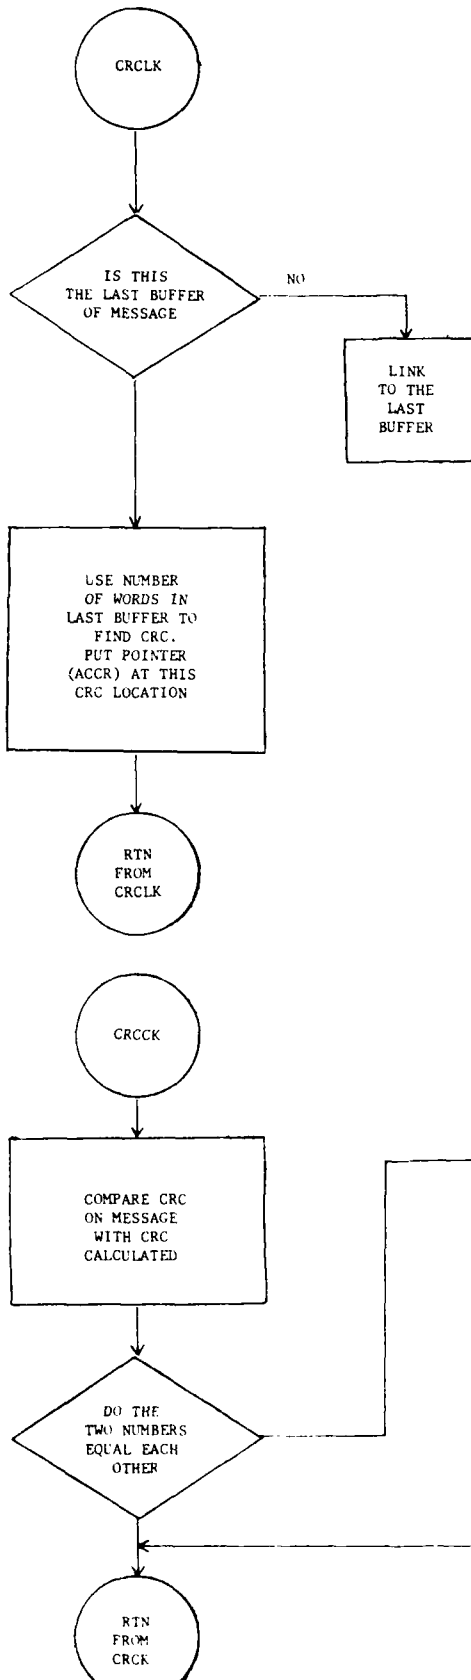 CRCLK
IS THIS
THE LAST BUFFER
OF MESSAGE
NO
LINK
TO THE
LAST
BUFFER
USE NUMBER
OF WORDS IN
LAST BUFFER TO
FIND CRC.
PUT POINTER
(ACCR) AT THIS
CRC LOCATION
RTN
FROM
CRCLK
CRCCK
COMPARE CRC
ON MESSAGE
WITH CRC
CALCULATED
DO THE
TWO NUMBERS
EQUAL EACH
OTHER
RTN
FROM
CRCK